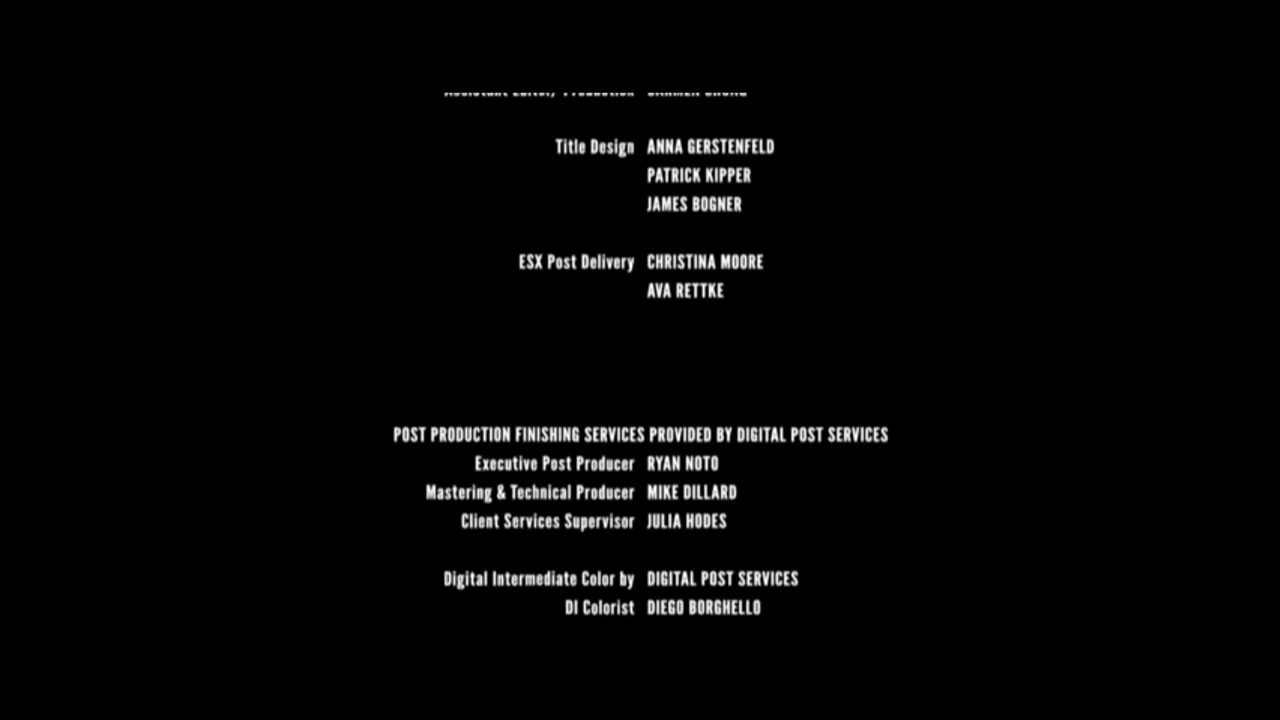 Title Design ANNA GERSTENFELD
PATRICK KIPPER
JAMES BOGNER
ESX Post Delivery CHRISTINA MOORE
AVA RETTKE
POST PRODUCTION FINISHING SERVICES PROVIDED BY DIGITAL POST SERVICES
Executive Post Producer RYAN NOTO
Mastering & Technical Producer MIKE DILLARD
Client Services Supervisor JULIA HODES
Digital Intermediate Color by DIGITAL POST SERVICES
DI Colorist DIEGO BORGHELLO